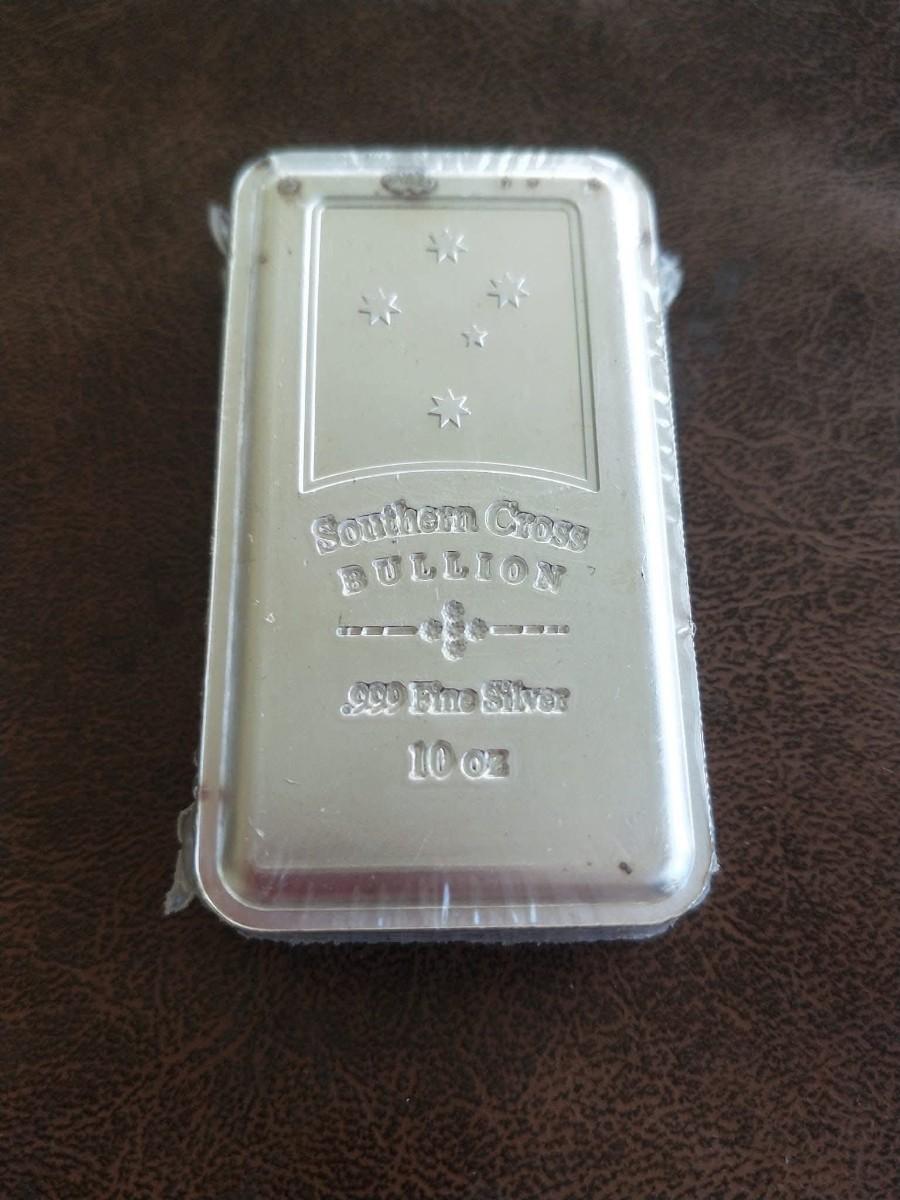 Southern Cross
BULLION
.999 Fine Silver
10 oz